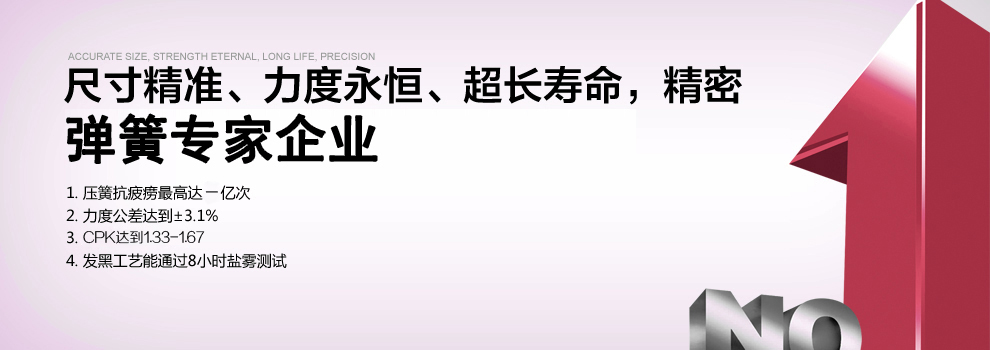 ACCURATE SIZE, STRENGTH ETERNAL, LONG LIFE, PRECISION
尺寸精准、力度永恒、超长寿命，精密
弹簧专家企业
1. 压簧抗疲痨最高达一亿次
2. 力度公差达到±3.1%
3. CPK达到1.33-1.67
4. 发黑工艺能通过8小时盐雾测试
NO 1